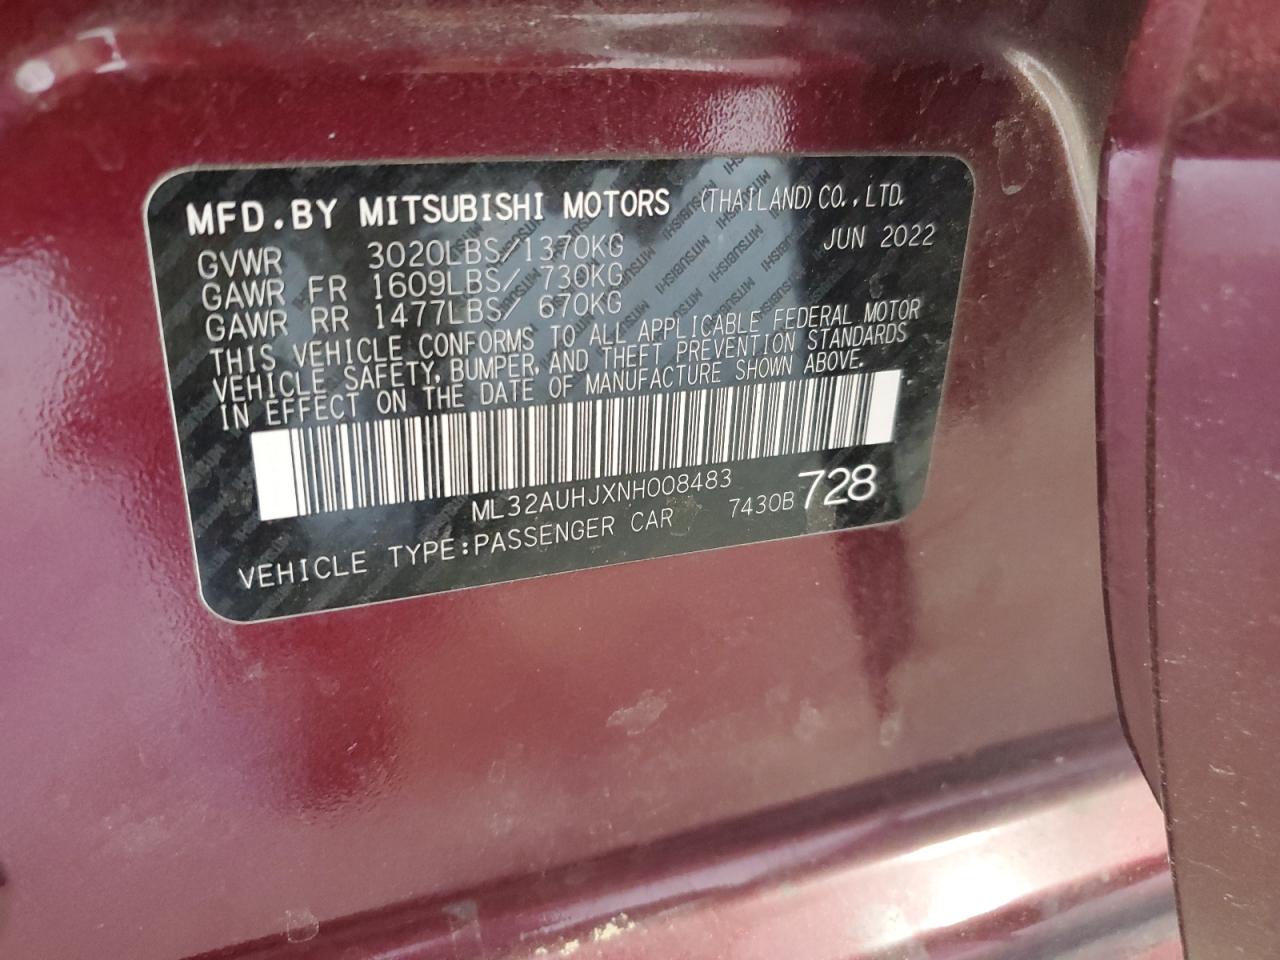 MFD.BY MITSUBISHI MOTORS (THAILAND) CO.,LTD.
GVWR 3020LBS/1370KG JUN 2022
GAWR FR 1609LBS/ 730KG
GAWR RR 1477LBS/ 670KG
THIS VEHICLE CONFORMS TO ALL APPLICABLE FEDERAL MOTOR
VEHICLE SAFETY, BUMPER, AND THEFT PREVENTION STANDARDS
IN EFFECT ON THE DATE OF MANUFACTURE SHOWN ABOVE.
ML32AUHJXNH008483
VEHICLE TYPE:PASSENGER CAR 7430B 728